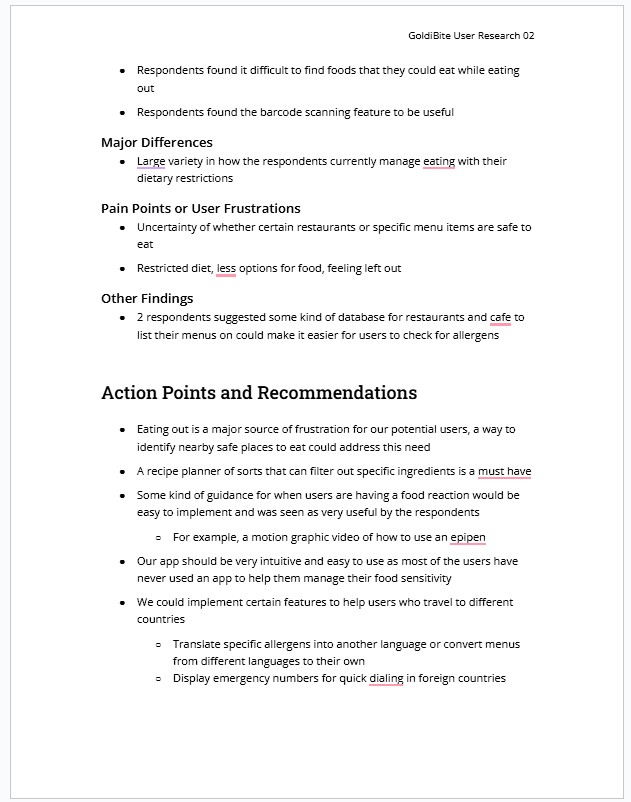 GoldiBite User Research 02
• Respondents found it difficult to find foods that they could eat while eating
out
• Respondents found the barcode scanning feature to be useful
Major Differences
• Large variety in how the respondents currently manage eating with their
dietary restrictions
Pain Points or User Frustrations
• Uncertainty of whether certain restaurants or specific menu items are safe to
eat
• Restricted diet, less options for food, feeling left out
Other Findings
• 2 respondents suggested some kind of database for restaurants and cafe to
list their menus on could make it easier for users to check for allergens
Action Points and Recommendations
• Eating out is a major source of frustration for our potential users, a way to
identify nearby safe places to eat could address this need
• A recipe planner of sorts that can filter out specific ingredients is a must have
• Some kind of guidance for when users are having a food reaction would be
easy to implement and was seen as very useful by the respondents
○ For example, a motion graphic video of how to use an epipen
• Our app should be very intuitive and easy to use as most of the users have
never used an app to help them manage their food sensitivity
• We could implement certain features to help users who travel to different
countries
○ Translate specific allergens into another language or convert menus
from different languages to their own
○ Display emergency numbers for quick dialing in foreign countries